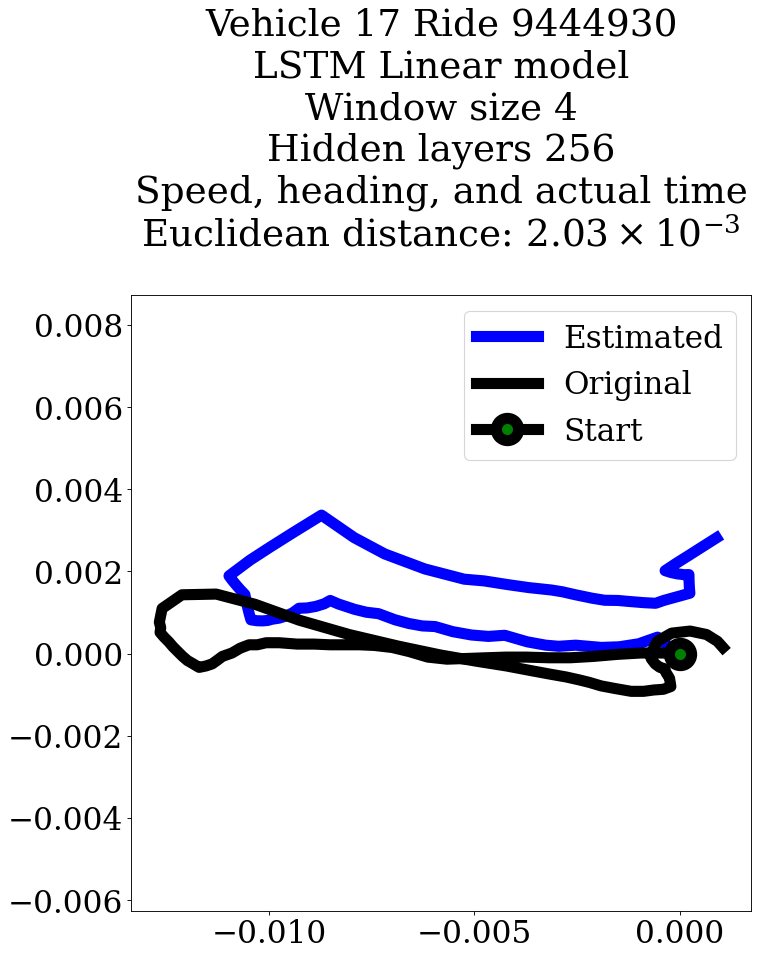 Vehicle 17 Ride 9444930
LSTM Linear model
Window size 4
Hidden layers 256
Speed, heading, and actual time
Euclidean distance: 2.03 × 10⁻³
Estimated
Original
Start
0.008
0.006
0.004
0.002
0.000
−0.002
−0.004
−0.006
−0.010
−0.005
0.000